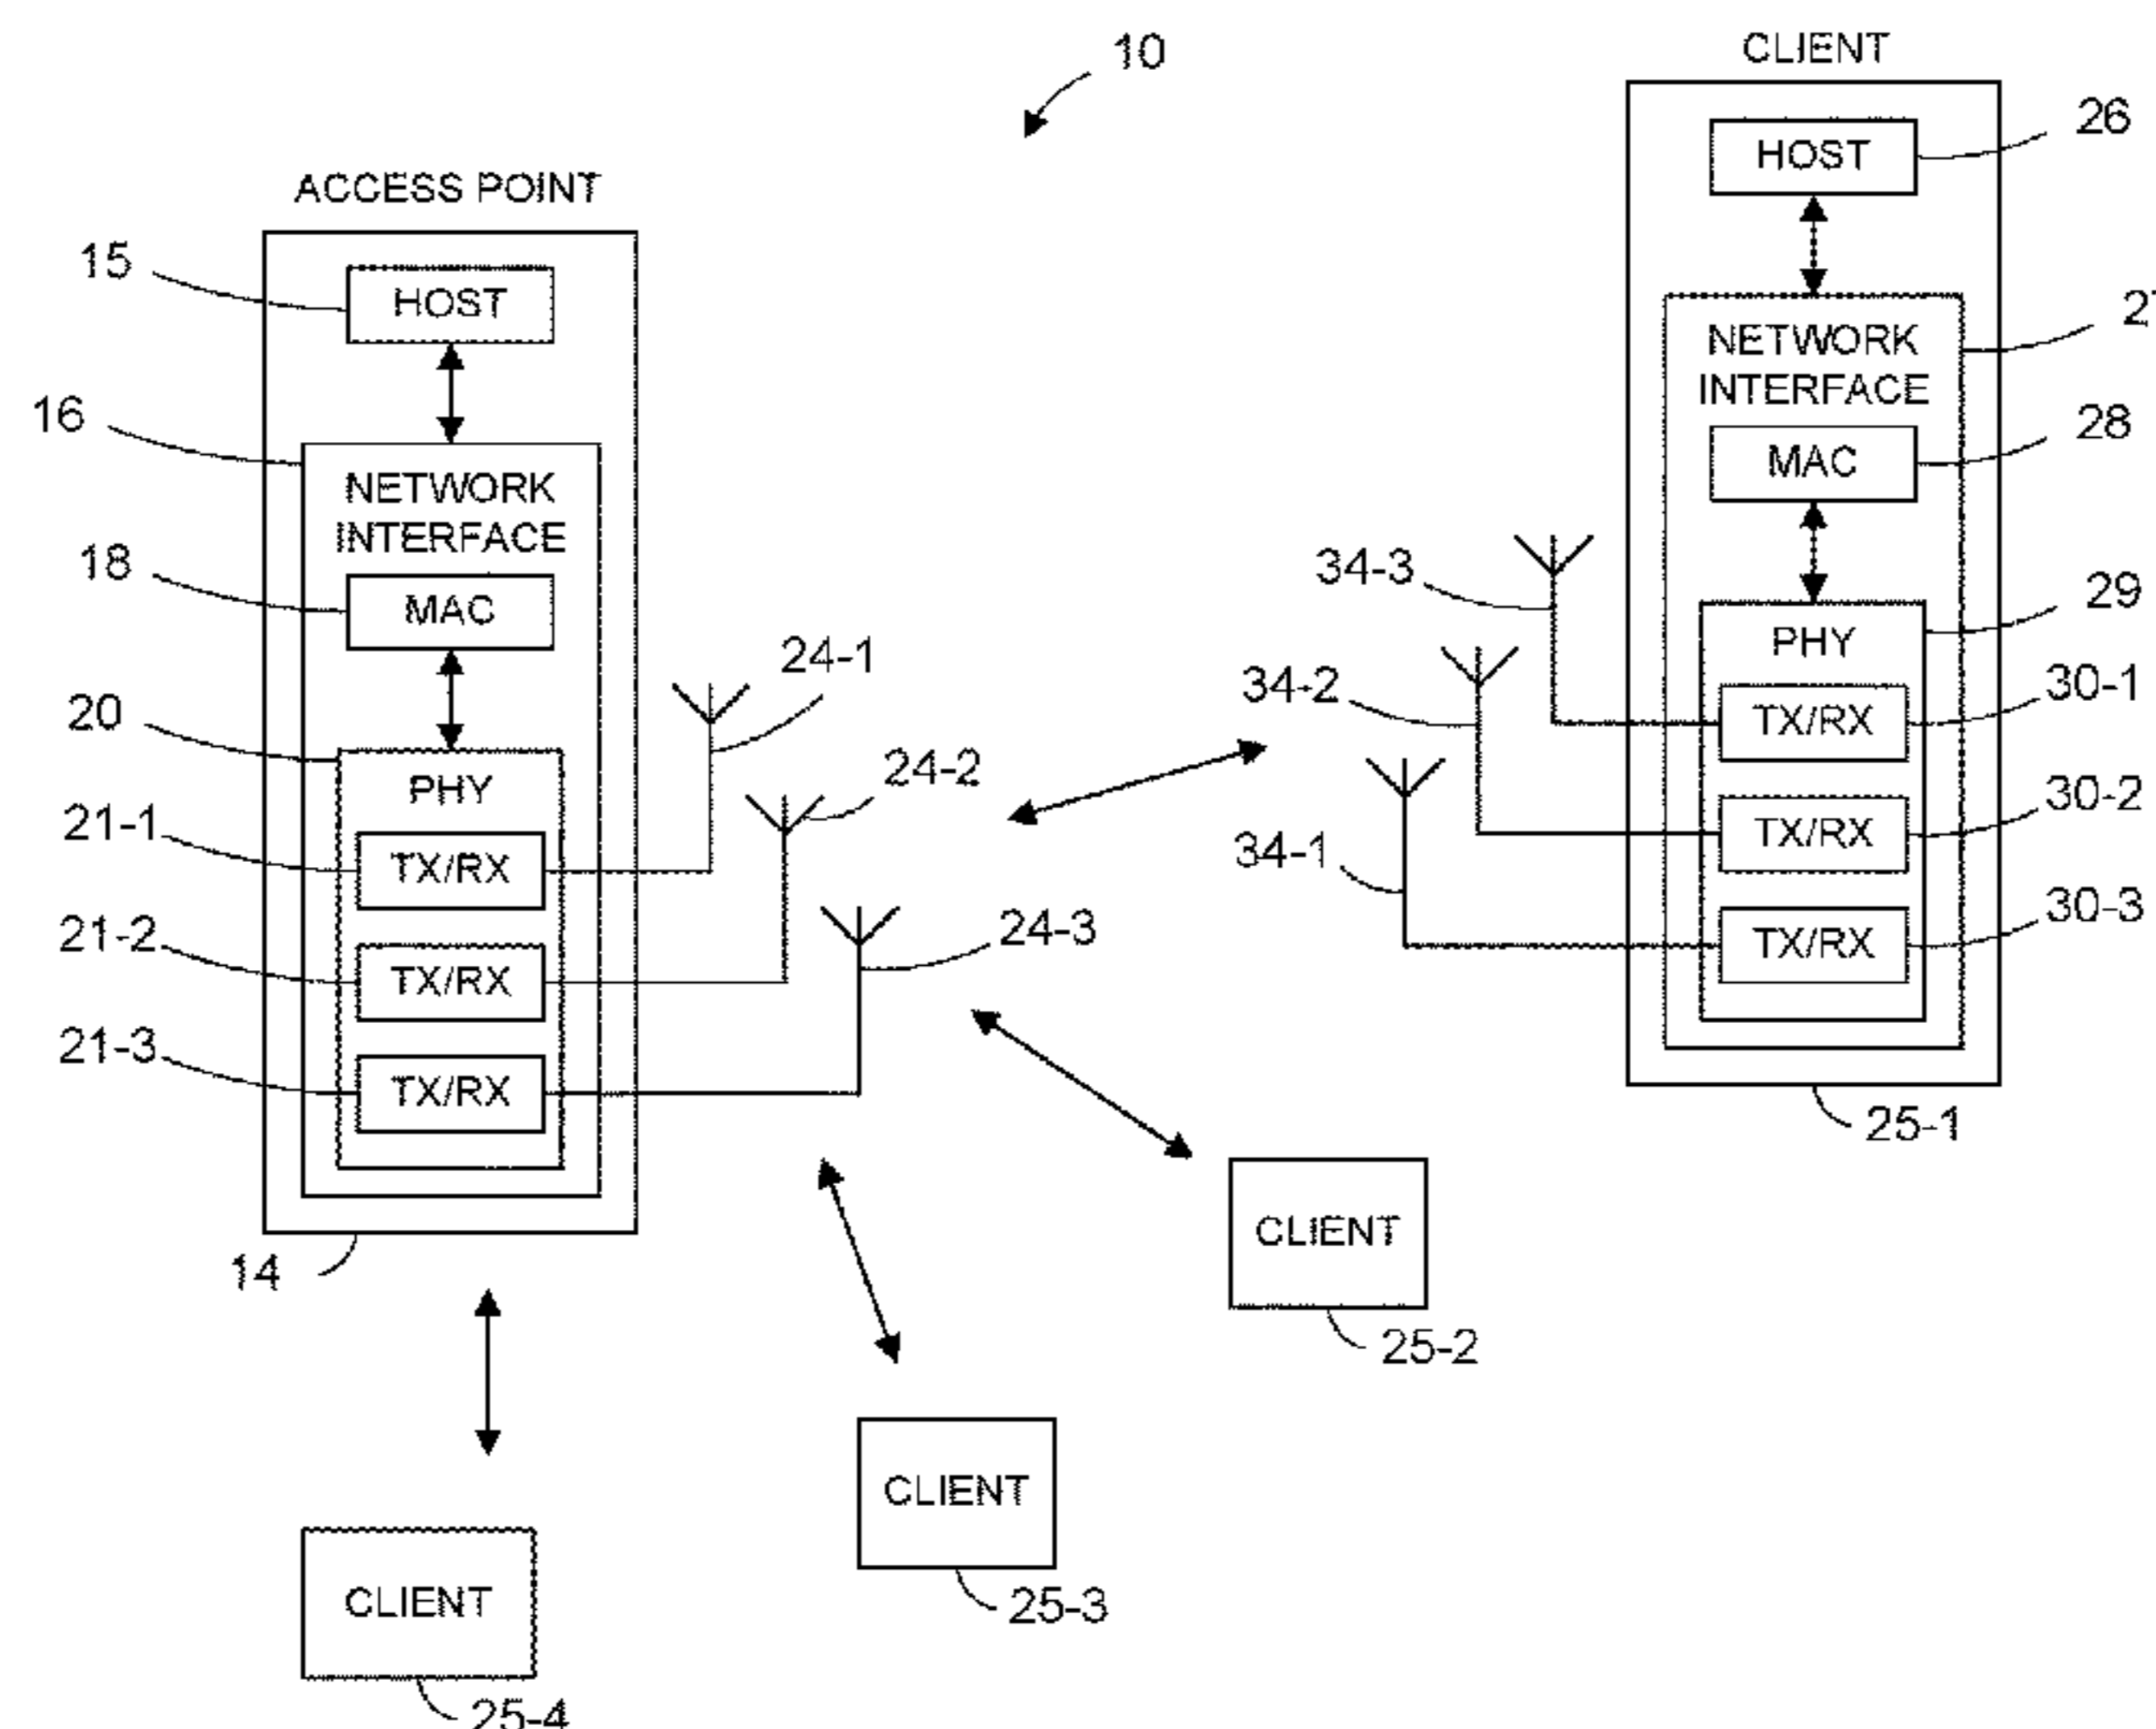 10
CLIENT
HOST
26
ACCESS POINT
15
HOST
NETWORK
INTERFACE
16
MAC
28
NETWORK
INTERFACE
18
MAC
34-3
29
PHY
24-1
34-2
30-1
TX/RX
20
PHY
24-2
30-2
TX/RX
21-1
TX/RX
34-1
24-3
30-3
TX/RX
21-2
TX/RX
21-3
TX/RX
25-1
14
CLIENT
25-2
CLIENT
25-3
CLIENT
25-4